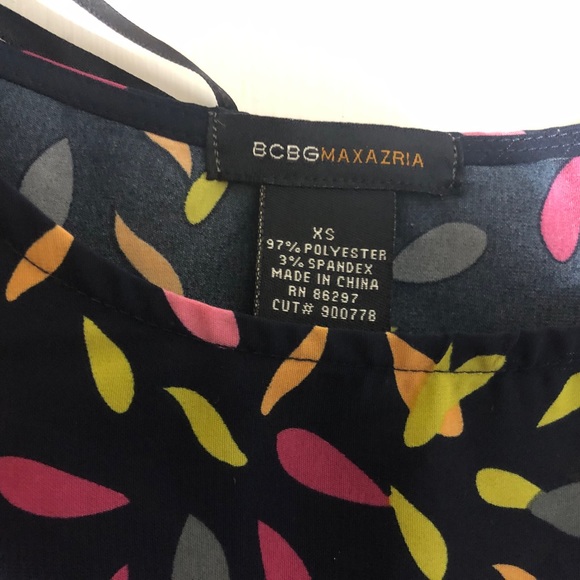 BCBGMAXAZRIA
XS
97% POLYESTER
3% SPANDEX
MADE IN CHINA
RN 86297
CUT# 900778